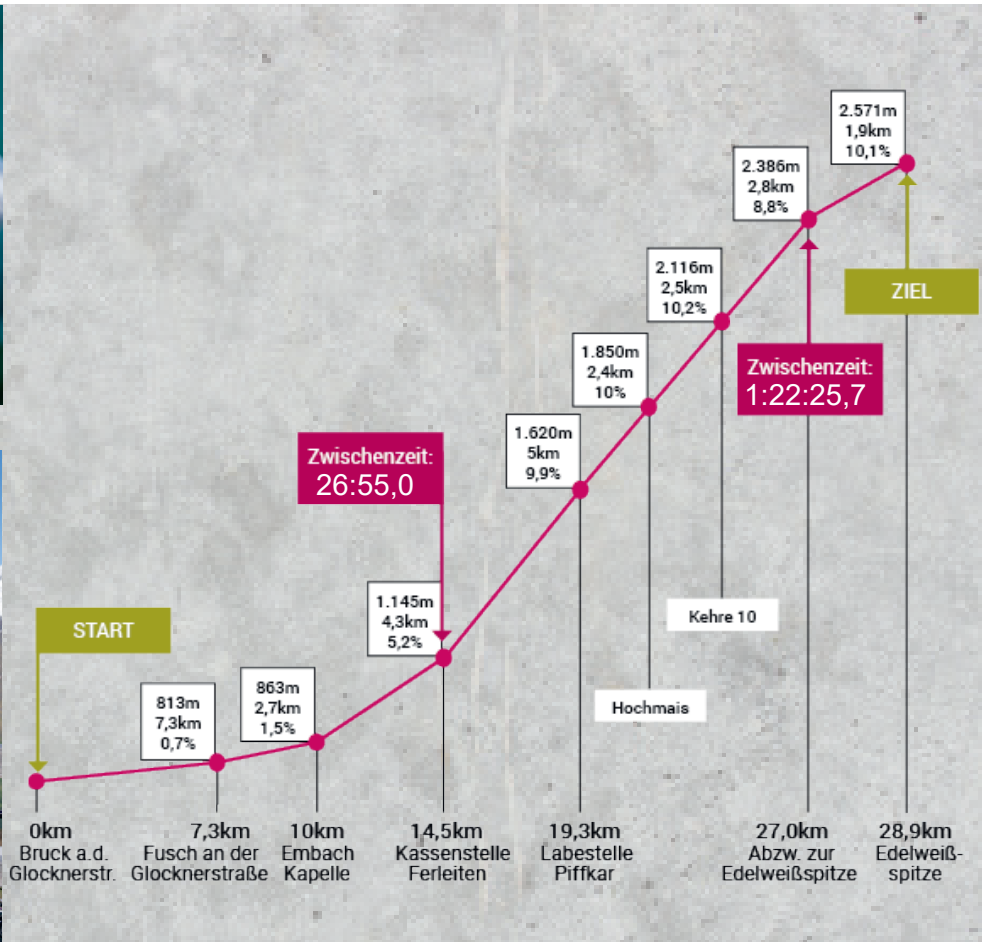 2.571m
1,9km
10,1%
2.386m
2,8km
8,8%
2.116m
2,5km
10,2%
ZIEL
1.850m
2,4km
10%
Zwischenzeit:
1:22:25,7
1.620m
5km
9,9%
Zwischenzeit:
26:55,0
1.145m
4,3km
5,2%
START
Kehre 10
813m
7,3km
0,7%
863m
2,7km
1,5%
Hochmais
0km
Bruck a.d.
Glocknerstr.
7,3km
Fusch an der
Glocknerstraße
10km
Embach
Kapelle
14,5km
Kassenstelle
Ferleiten
19,3km
Labestelle
Piffkar
27,0km
Abzw. zur
Edelweißspitze
28,9km
Edelweiß-
spitze